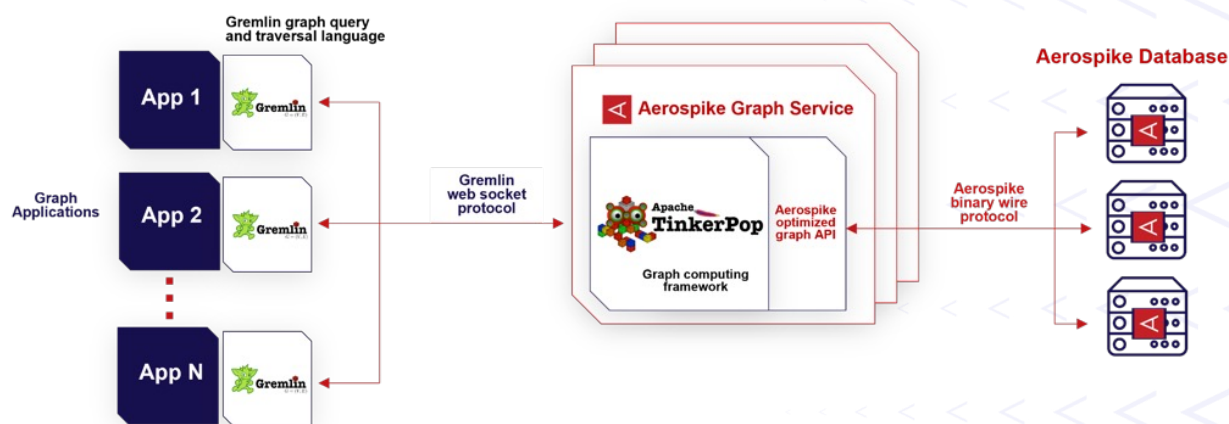 Gremlin graph query
and traversal language
App 1
Gremlin
G = (V, E)
Graph
Applications
App 2
Gremlin
G = (V, E)
App N
Gremlin
G = (V, E)
Gremlin
web socket
protocol
Aerospike Graph Service
Apache
TinkerPop
Graph computing
framework
Aerospike
optimized
graph API
Aerospike
binary wire
protocol
Aerospike Database